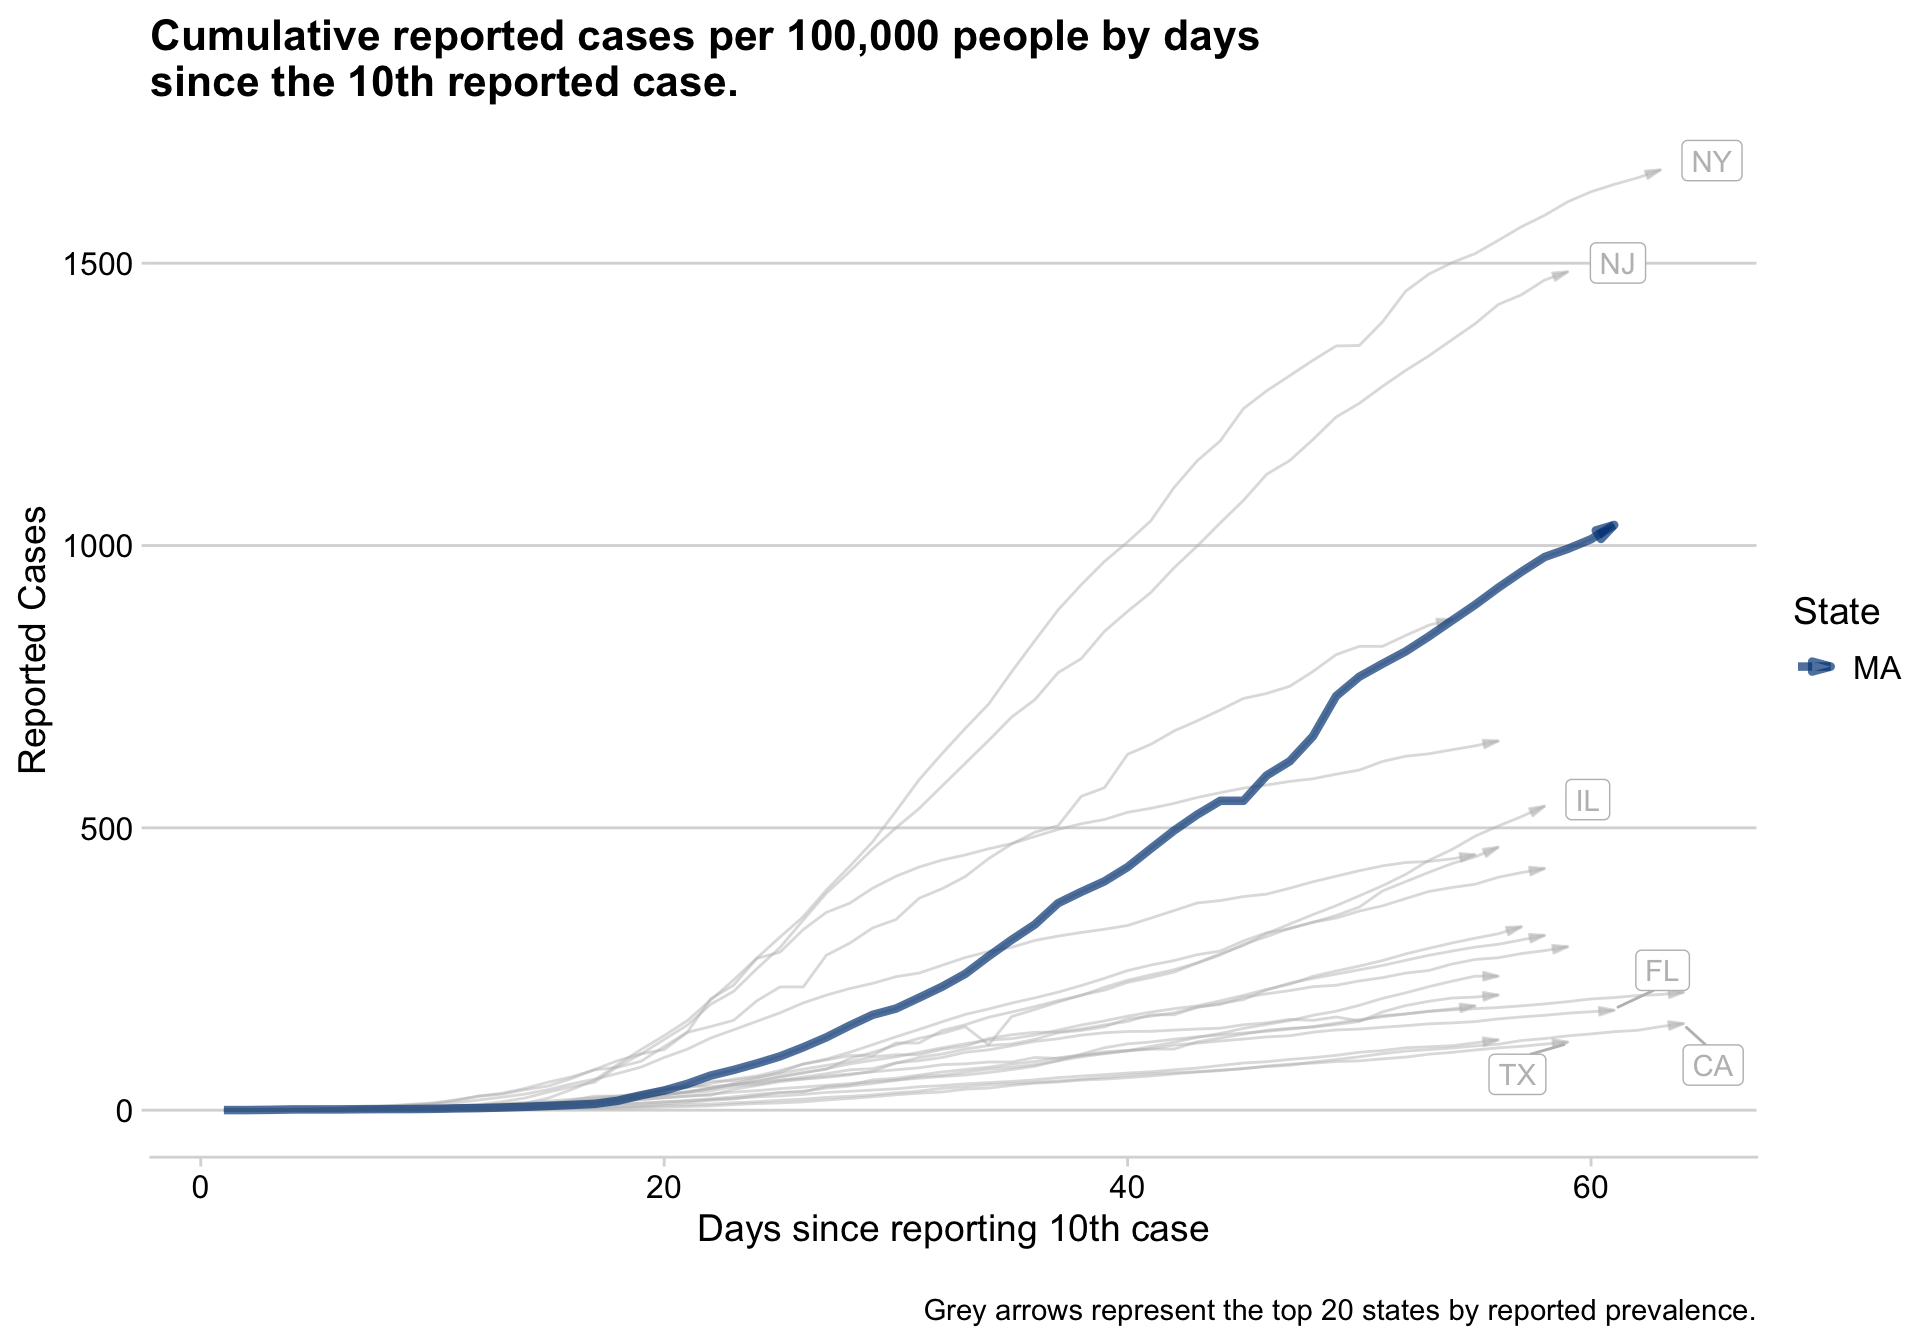 Cumulative reported cases per 100,000 people by days
since the 10th reported case.
NY
NJ
1500
1000
500
0
Reported Cases
IL
FL
TX
CA
State
MA
0
20
40
60
Days since reporting 10th case
Grey arrows represent the top 20 states by reported prevalence.